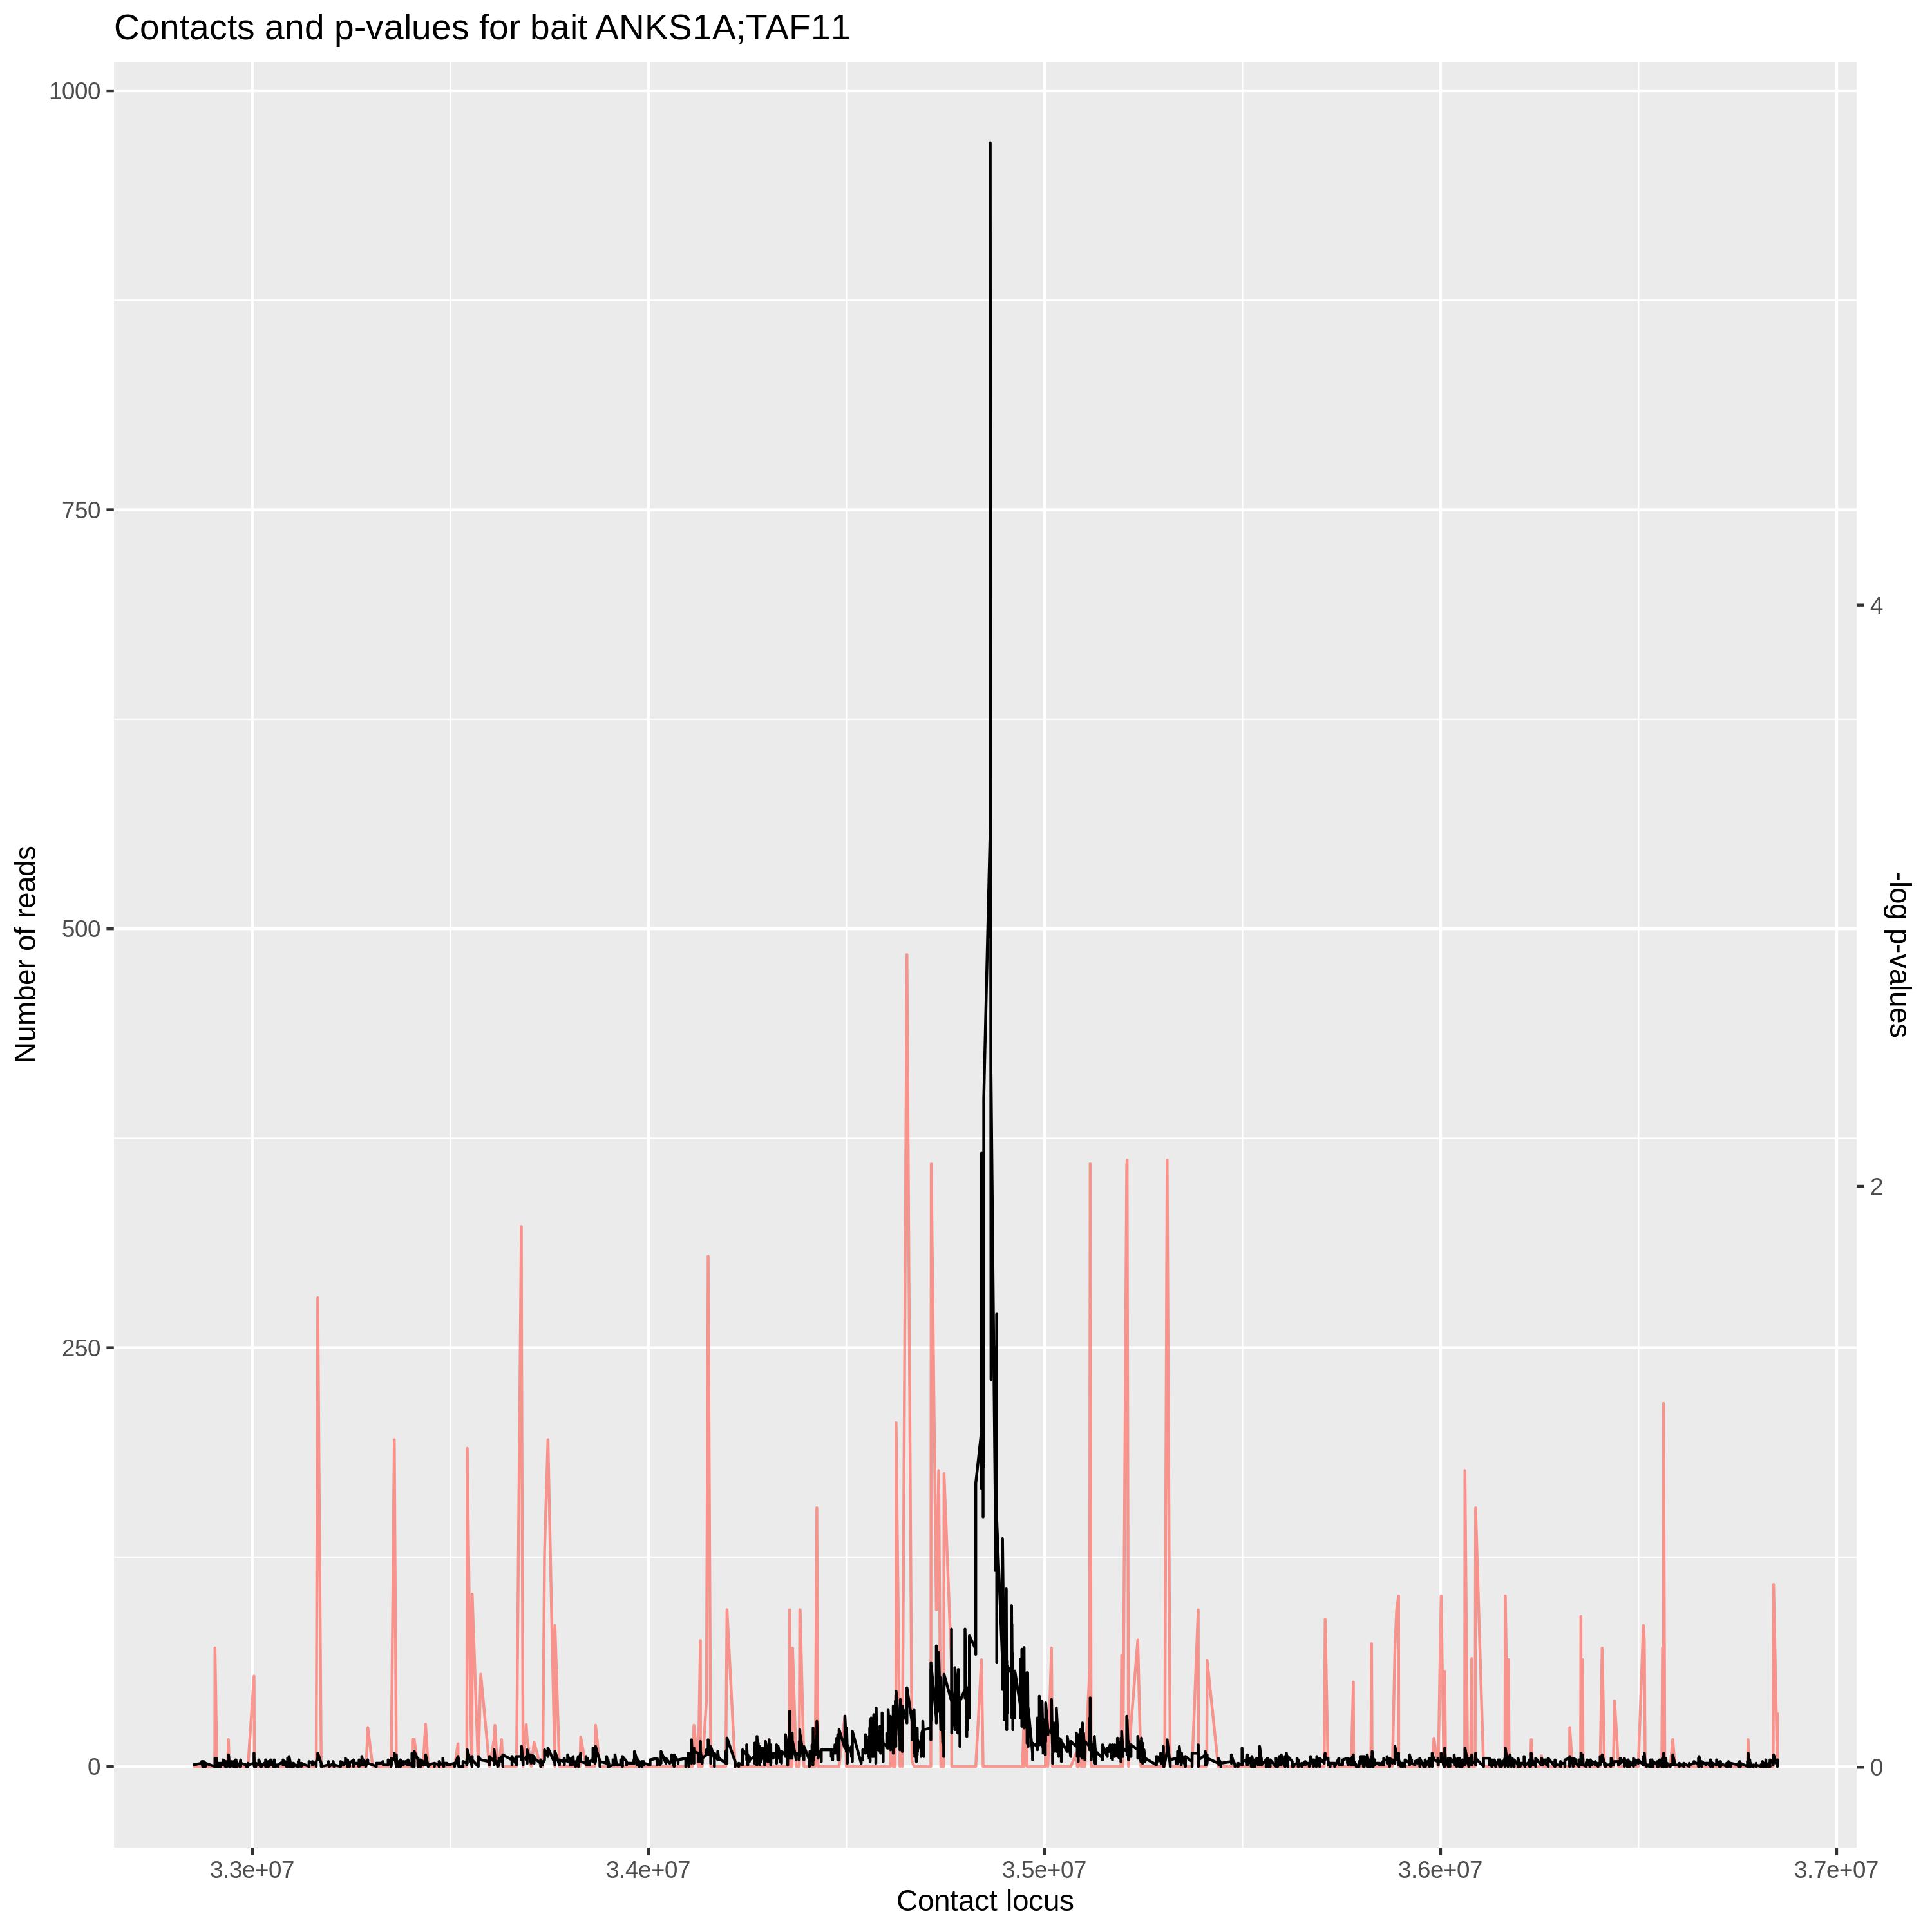 Contacts and p-values for bait ANKS1A;TAF11
1000
750
500
250
0
Number of reads
4
2
0
-log p-values
3.3e+07
3.4e+07
3.5e+07
3.6e+07
3.7e+07
Contact locus